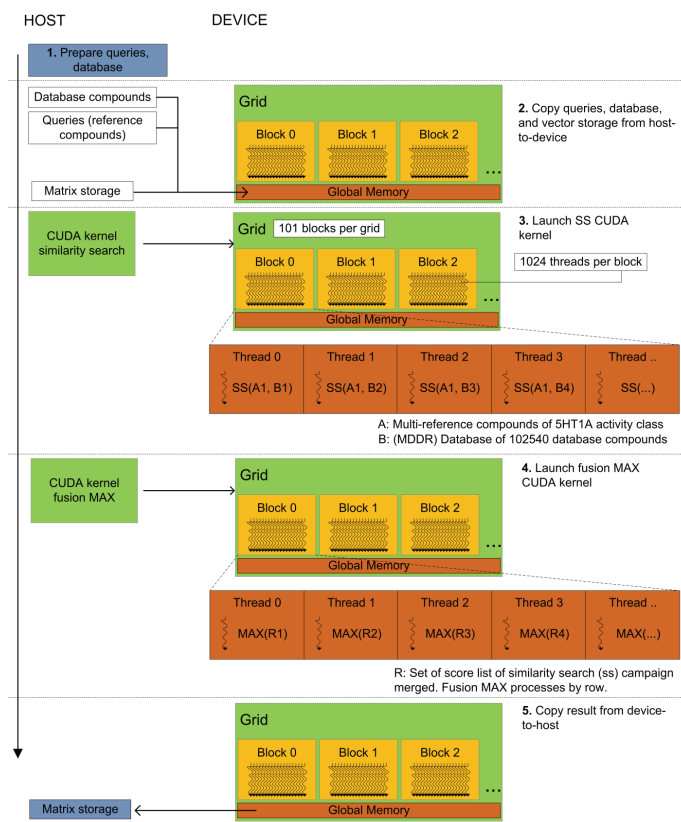 HOST
DEVICE
1. Prepare queries,
database
Database compounds
Queries (reference
compounds)
Matrix storage
Grid
Block 0
Block 1
Block 2
...
Global Memory
2. Copy queries, database,
and vector storage from host-
to-device
CUDA kernel
similarity search
Grid
101 blocks per grid
Block 0
Block 1
Block 2
...
Global Memory
3. Launch SS CUDA
kernel
1024 threads per block
Thread 0
Thread 1
Thread 2
Thread 3
Thread ..
SS(A1, B1)
SS(A1, B2)
SS(A1, B3)
SS(A1, B4)
SS(...)
A: Multi-reference compounds of 5HT1A activity class
B: (MDDR) Database of 102540 database compounds
CUDA kernel
fusion MAX
Grid
Block 0
Block 1
Block 2
...
Global Memory
4. Launch fusion MAX
CUDA kernel
Thread 0
Thread 1
Thread 2
Thread 3
Thread ..
MAX(R1)
MAX(R2)
MAX(R3)
MAX(R4)
MAX(...)
R: Set of score list of similarity search (ss) campaign
merged. Fusion MAX processes by row.
Grid
Block 0
Block 1
Block 2
...
Global Memory
5. Copy result from device-
to-host
Matrix storage